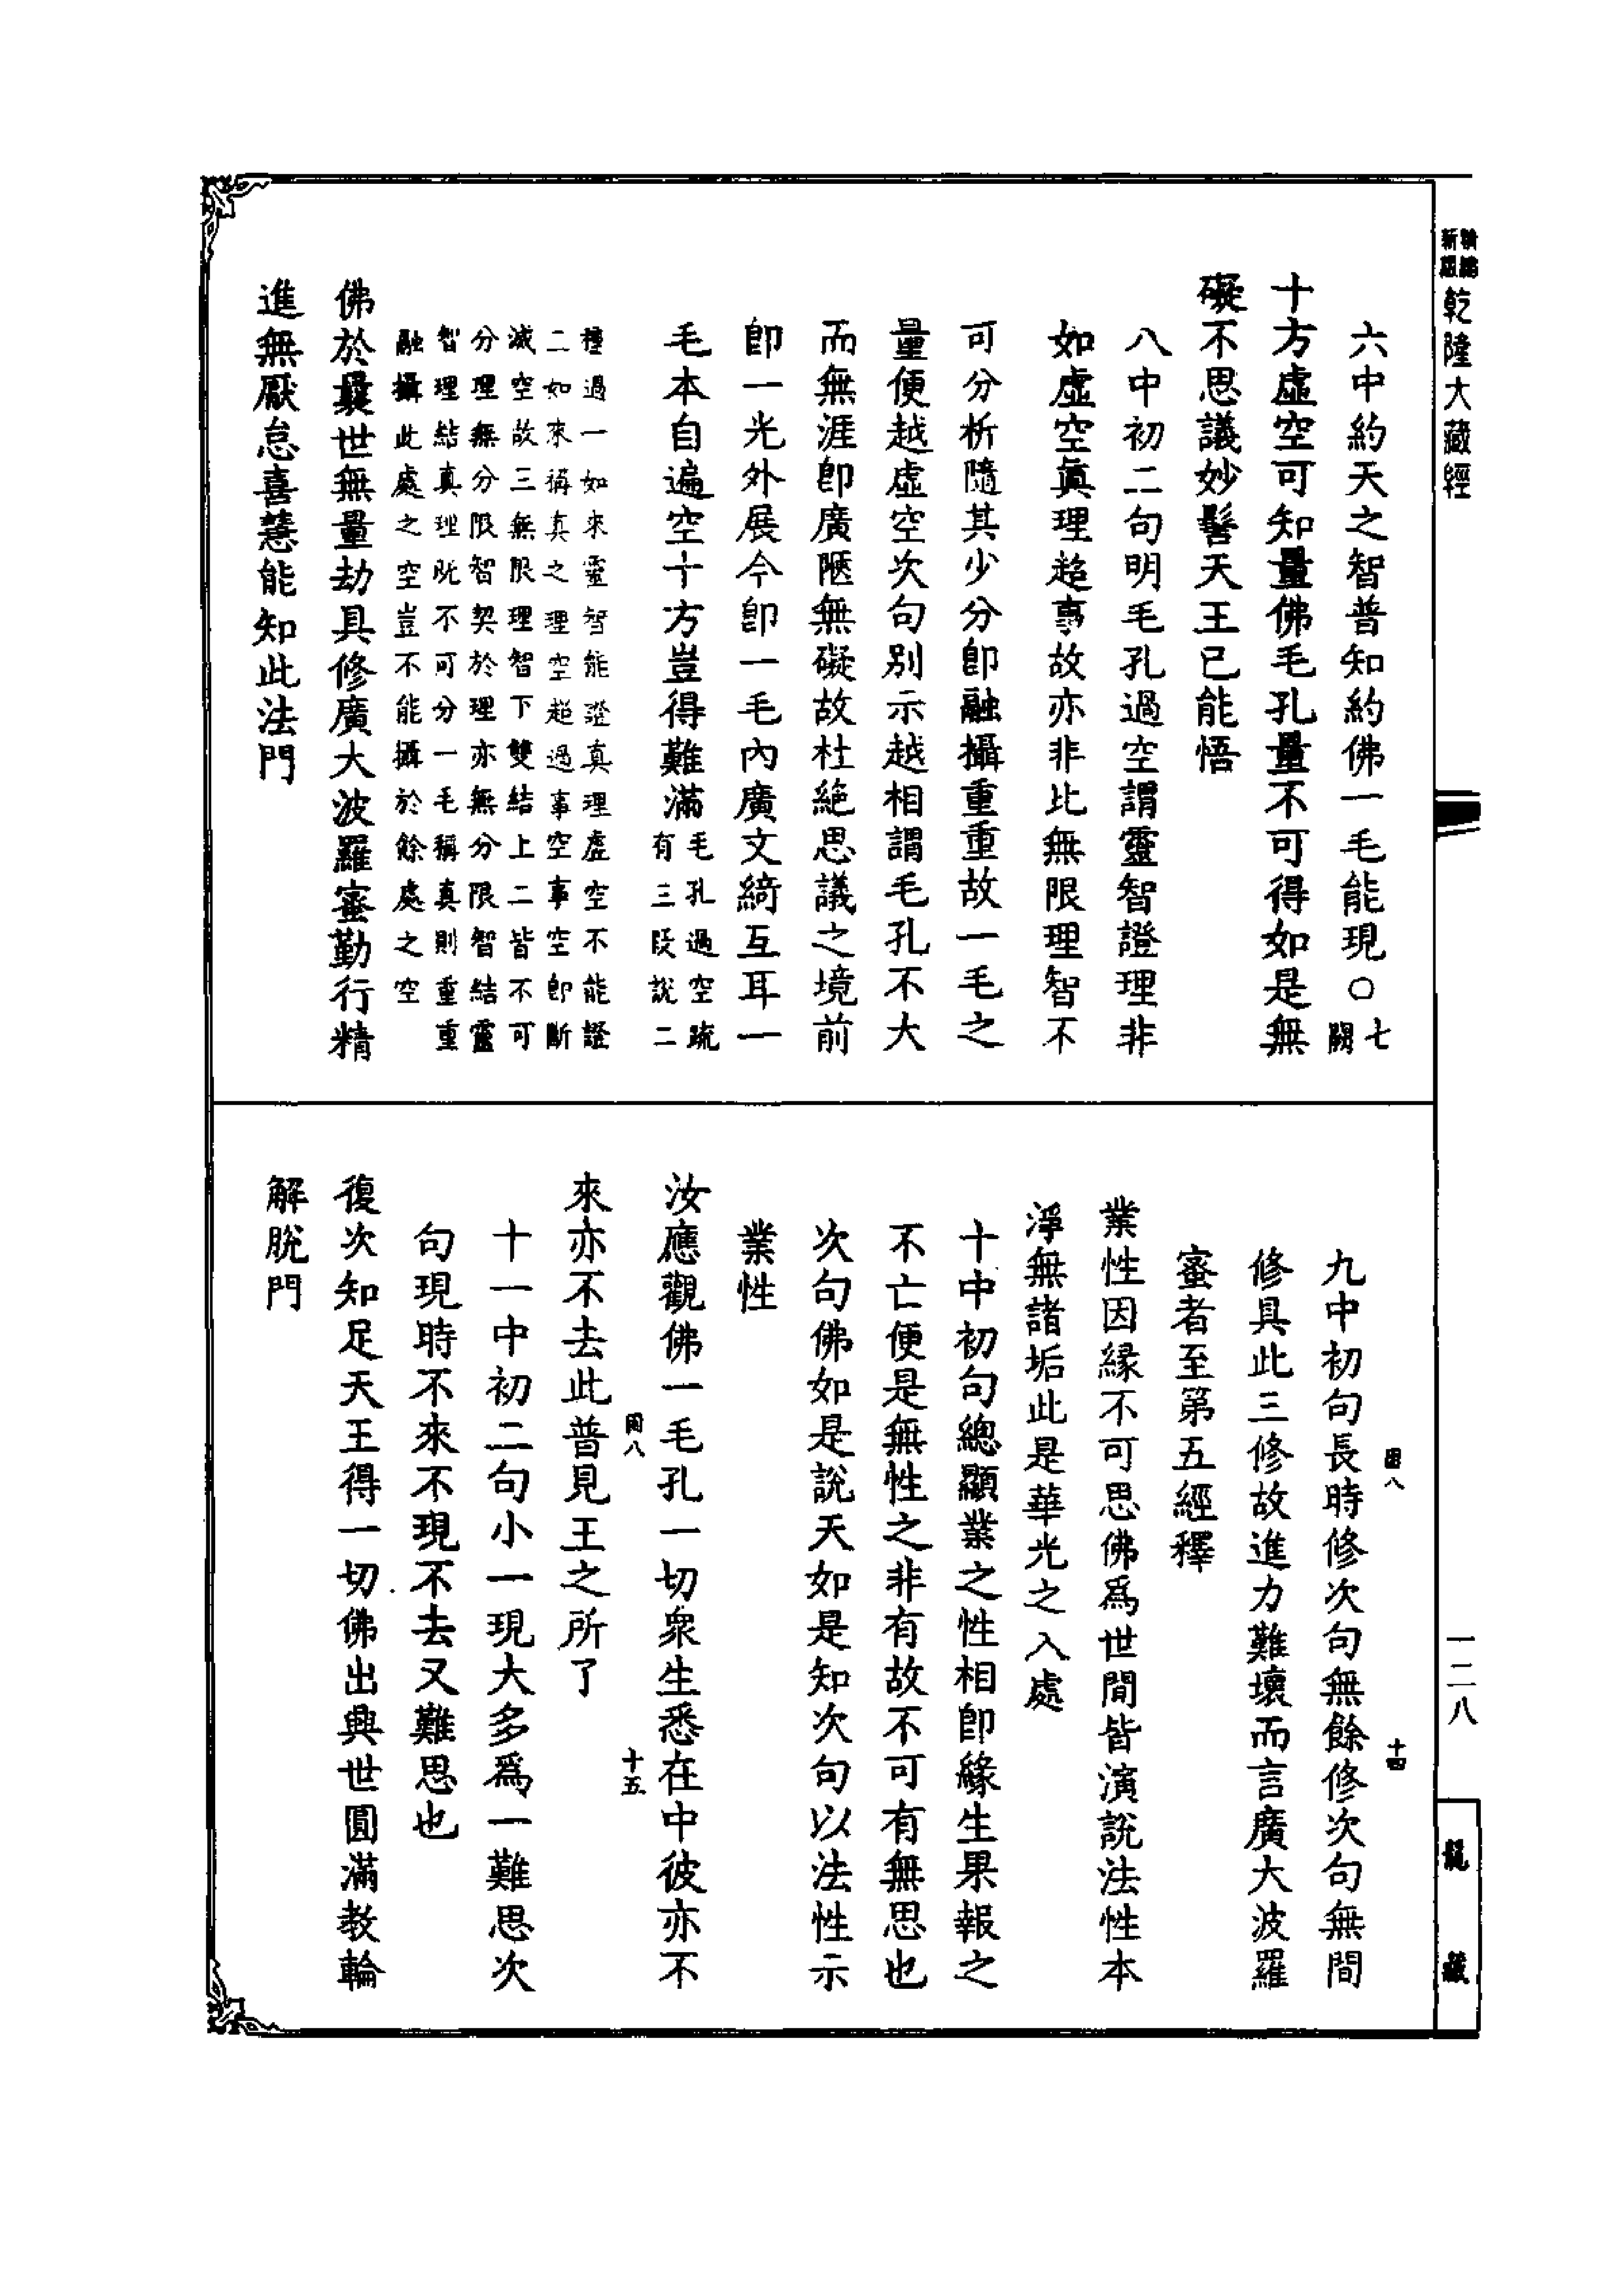 新編縮印
乾隆大藏經
六中約天之智普知約佛一毛能現○七闕
十方虛空可知量佛毛孔量不可得如是無
礙不思議妙髻天王已能悟
八中初二句明毛孔過空謂靈智證理非
如虛空真理超事故亦非比無限理智不
可分析隨其少分即融攝重重故一毛之
量便越虛空次句別示越相謂毛孔不大
而無涯即廣陿無礙故杜絕思議之境前
即一光外展今即一毛內廣文綺互耳一
毛本自遍空十方豈得難滿毛孔過空疏
有三段說二
種過一如來靈智能證真理虛空不能證
二如來稱真之理空超過事空事空即斷
滅空故三無限理智下雙結上二皆不可
分理無分限智契於理亦無分限智結靈
智理結真理既不可分一毛稱真則重重
融攝此處之空豈不能攝於餘處之空
佛於曩世無量劫具修廣大波羅蜜勤行精
進無厭怠喜慧能知此法門
九中初句長時修次句無餘修次句無間
修具此三修故進力難壞而言廣大波羅
蜜者至第五經釋
業性因緣不可思佛為世間皆演說法性本
淨無諸垢此是華光之入處
十中初句總顯業之性相即緣生果報之
不亡便是無性之非有故不可有無思也
次句佛如是說天如是知次句以法性示
業性
汝應觀佛一毛孔一切眾生悉在中彼亦不
來亦不去此普見王之所了
十一中初二句小一現大多為一難思次
句現時不來不現不去又難思也
復次知足天王得一切佛出興世圓滿教輪
解脫門
十四
十五
一二八
龍藏